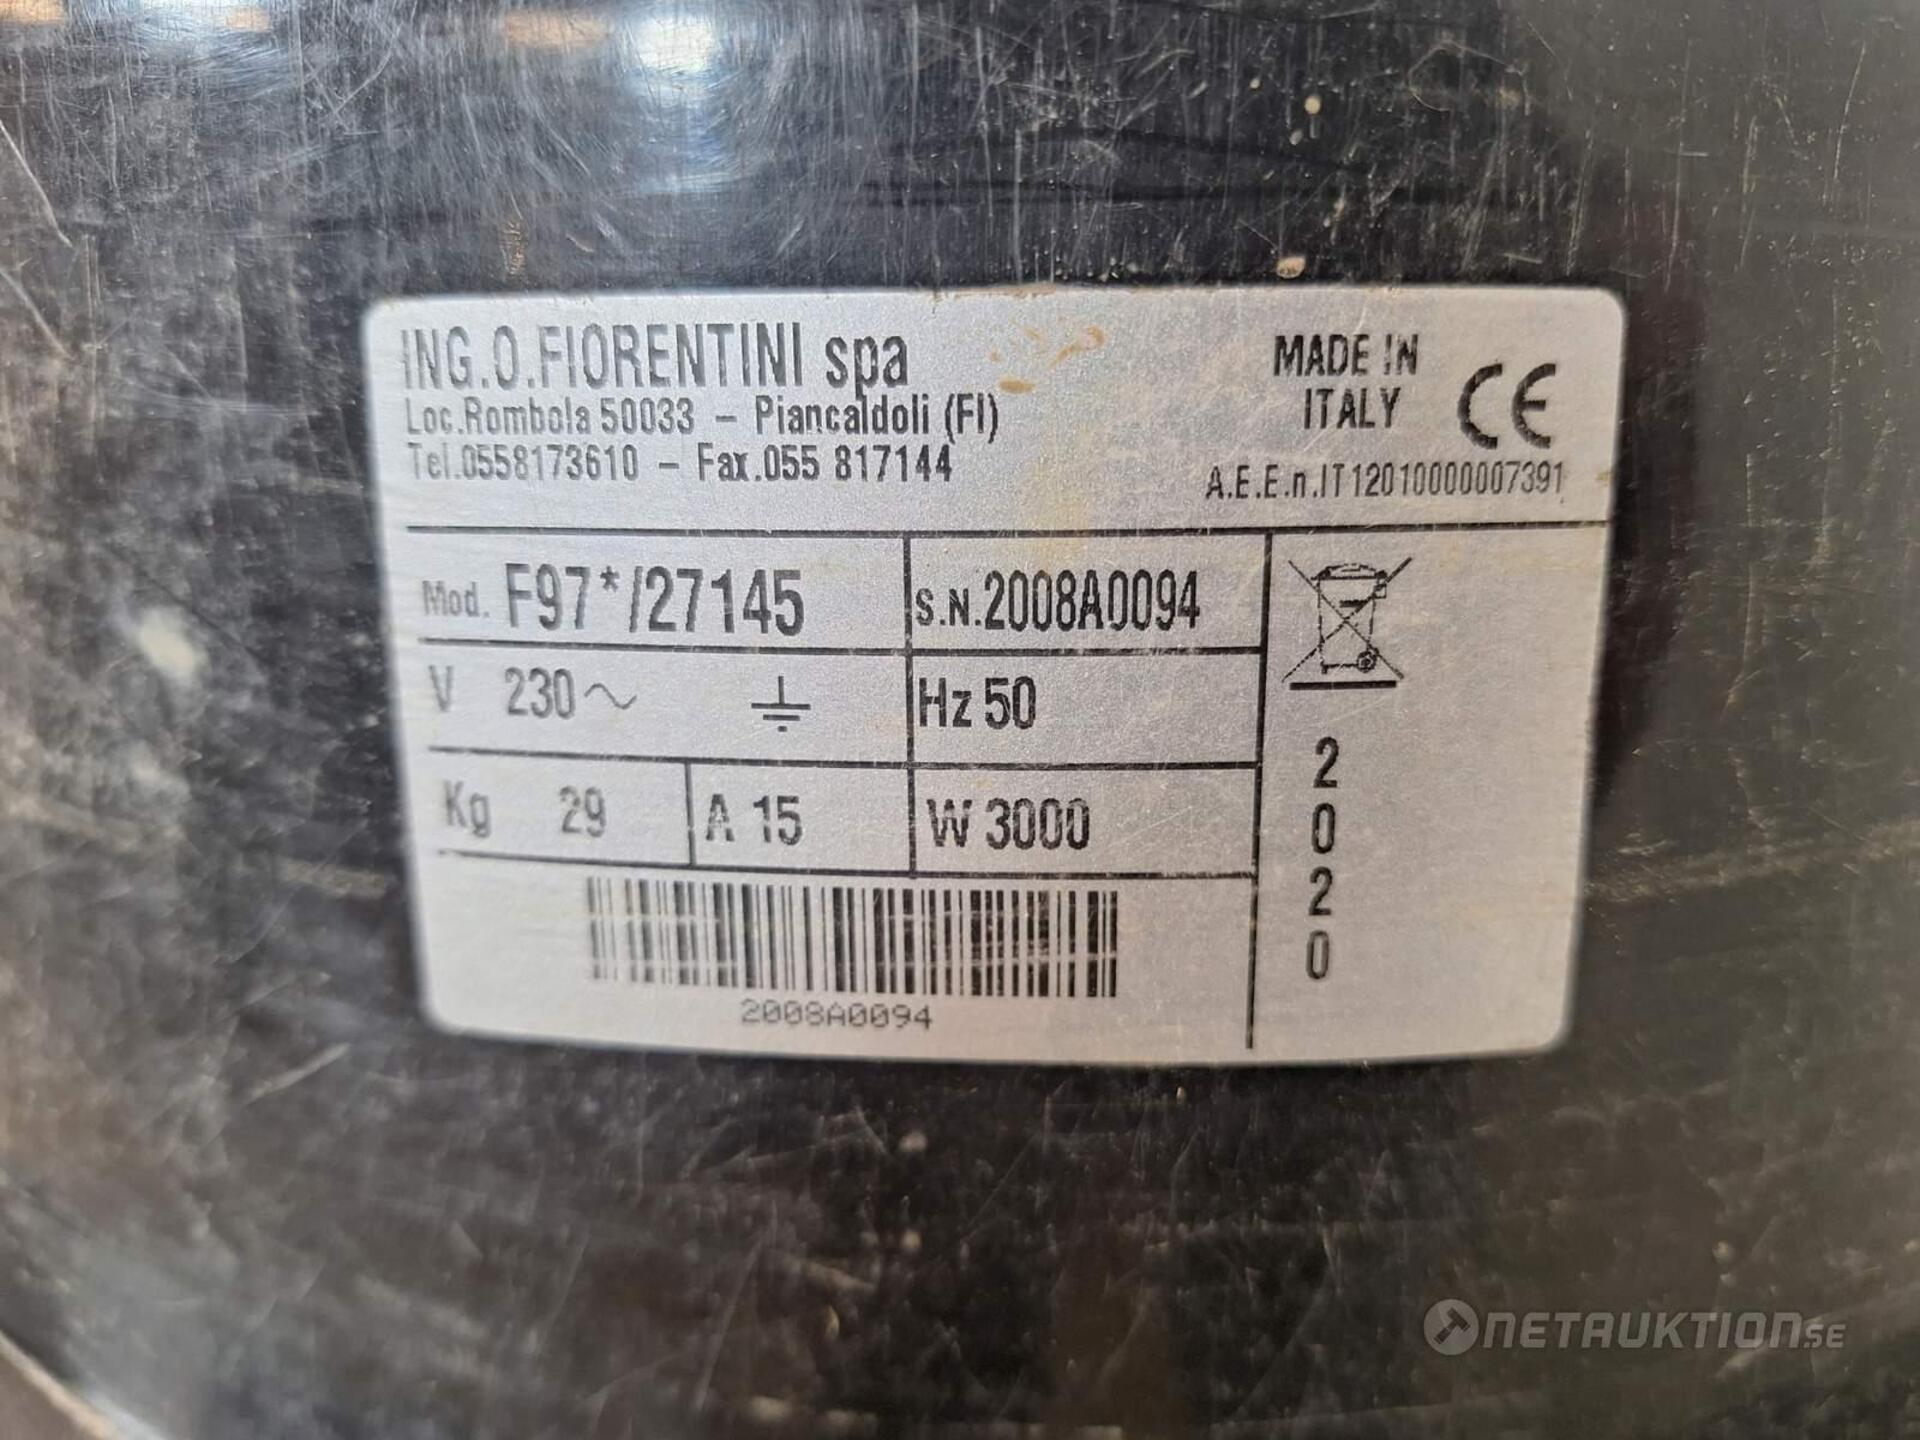 ING.O.FIORENTINI spa
Loc.Rombola 50033 - Piancaldoli (FI)
Tel.0558173610 - Fax.055 817144
MADE IN
ITALY CE
A.E.E.n.IT12010000007391
Mod. F97*/27145
S.N.2008A0094
V 230~
Hz 50
Kg 29
A 15
W 3000
2020
2008A0094
NETAUKTION.SE